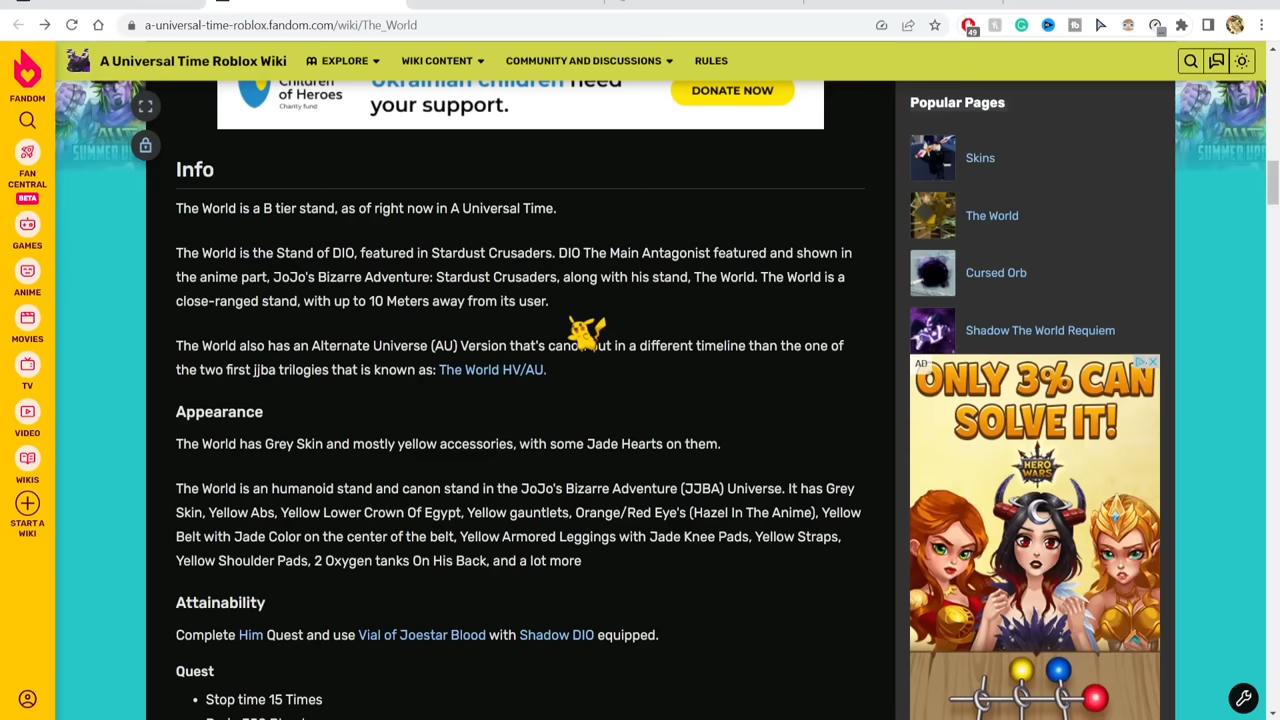 a-universal-time-roblox.fandom.com/wiki/The_World
49
A Universal Time Roblox Wiki
EXPLORE
WIKI CONTENT
COMMUNITY AND DISCUSSIONS
RULES
FANDOM
FAN
CENTRAL
BETA
GAMES
ANIME
MOVIES
TV
VIDEO
WIKIS
START A
WIKI
SUMMER
Children
of Heroes
Charity fund
Ukrainian children need
your support.
DONATE NOW
Info
The World is a B tier stand, as of right now in A Universal Time.
The World is the Stand of DIO, featured in Stardust Crusaders. DIO The Main Antagonist featured and shown in
the anime part, JoJo's Bizarre Adventure: Stardust Crusaders, along with his stand, The World. The World is a
close-ranged stand, with up to 10 Meters away from its user.
The World also has an Alternate Universe (AU) Version that's canon but in a different timeline than the one of
the two first jjba trilogies that is known as: The World HV/AU.
Appearance
The World has Grey Skin and mostly yellow accessories, with some Jade Hearts on them.
The World is an humanoid stand and canon stand in the JoJo's Bizarre Adventure (JJBA) Universe. It has Grey
Skin, Yellow Abs, Yellow Lower Crown Of Egypt, Yellow gauntlets, Orange/Red Eye's (Hazel In The Anime), Yellow
Belt with Jade Color on the center of the belt, Yellow Armored Leggings with Jade Knee Pads, Yellow Straps,
Yellow Shoulder Pads, 2 Oxygen tanks On His Back, and a lot more
Attainability
Complete Him Quest and use Vial of Joestar Blood with Shadow DIO equipped.
Quest
• Stop time 15 Times
Popular Pages
Skins
The World
Cursed Orb
Shadow The World Requiem
AD
ONLY 3% CAN
SOLVE IT!
HERO
WARS
SUMMER UPD